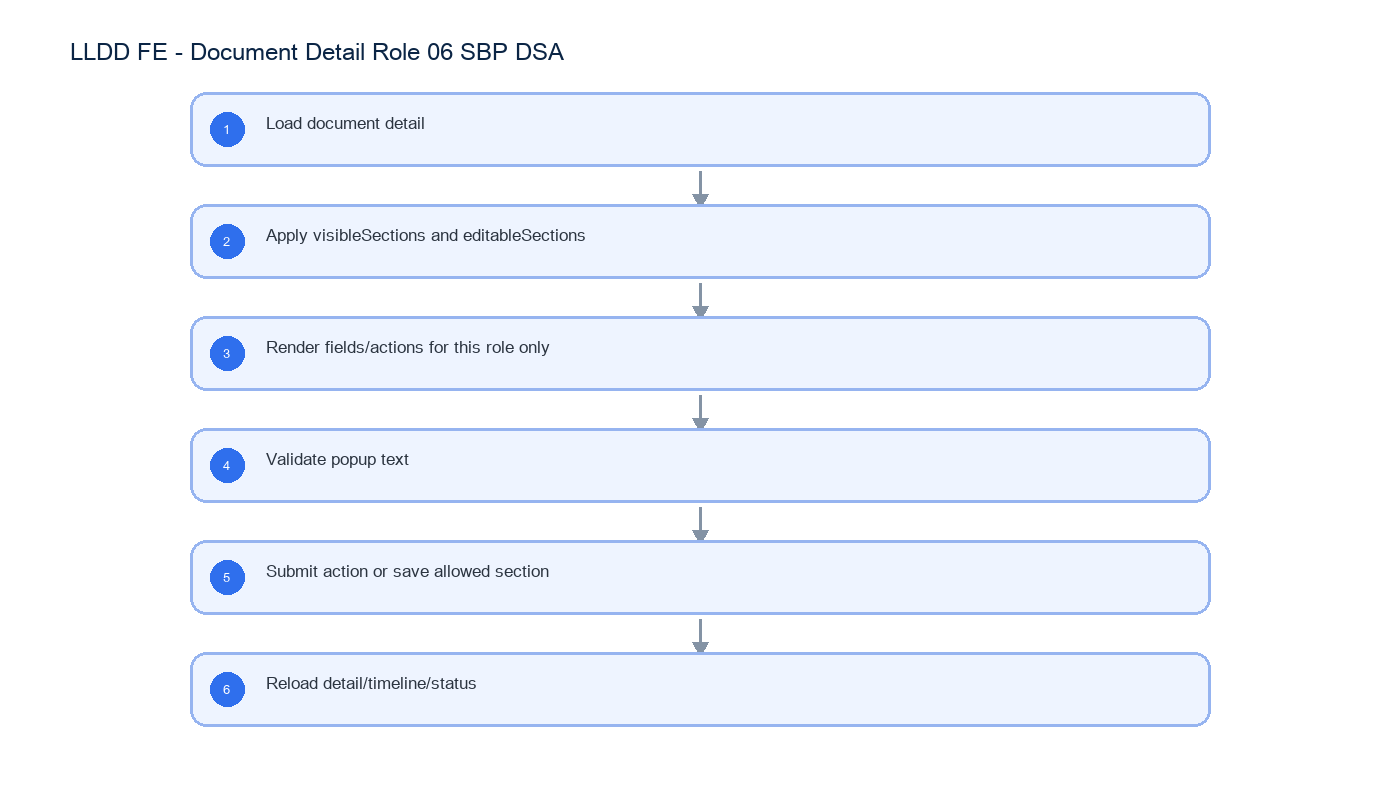 LLDD FE - Document Detail Role 06 SBP DSA
1 Load document detail
2 Apply visibleSections and editableSections
3 Render fields/actions for this role only
4 Validate popup text
5 Submit action or save allowed section
6 Reload detail/timeline/status